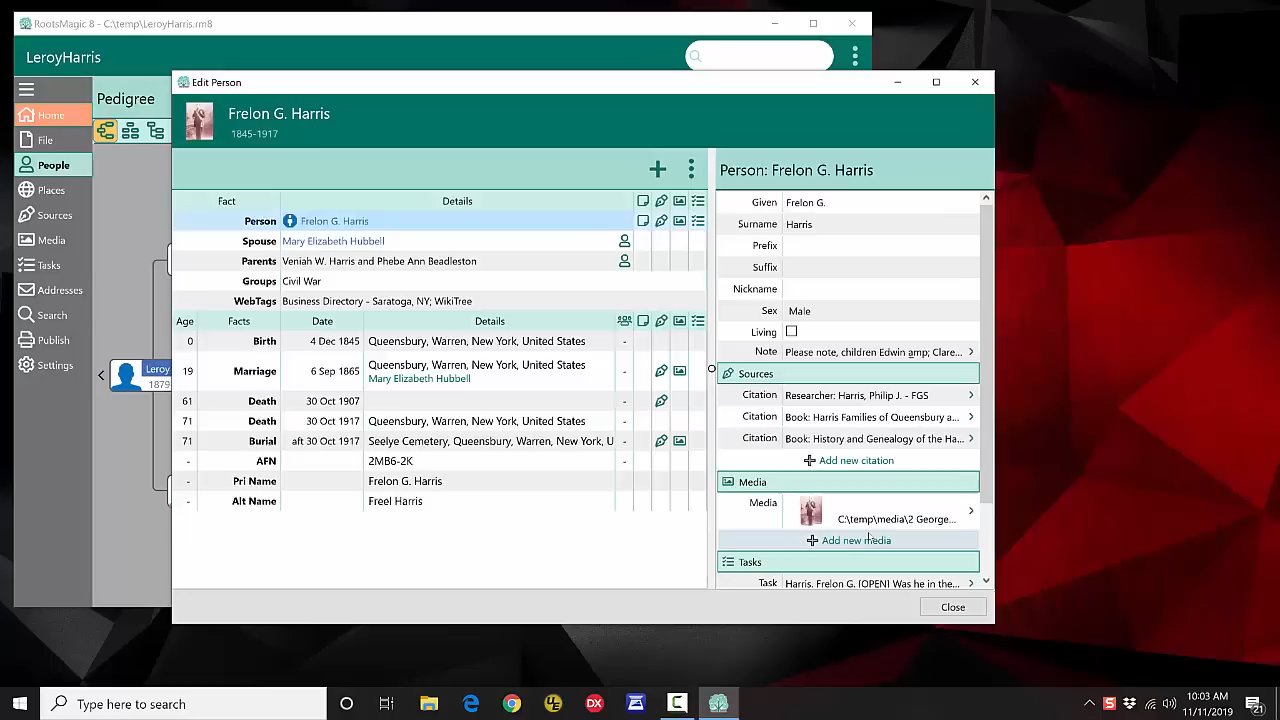 RootsMagic 8 - C:\temp\LeroyHarris.rm8
LeroyHarris
Home
File
People
Places
Sources
Media
Tasks
Addresses
Search
Publish
Settings
Pedigree
Leroy
1879
Edit Person
Frelon G. Harris
1845-1917
Fact Details
Person Frelon G. Harris
Spouse Mary Elizabeth Hubbell
Parents Veniah W. Harris and Phebe Ann Beadleston
Groups Civil War
WebTags Business Directory - Saratoga, NY; WikiTree
Age Facts Date Details
0 Birth 4 Dec 1845 Queensbury, Warren, New York, United States -
19 Marriage 6 Sep 1865 Queensbury, Warren, New York, United States -
Mary Elizabeth Hubbell
61 Death 30 Oct 1907 -
71 Death 30 Oct 1917 Queensbury, Warren, New York, United States -
71 Burial aft 30 Oct 1917 Seelye Cemetery, Queensbury, Warren, New York, U -
- AFN 2MB6-2K -
- Pri Name Frelon G. Harris
- Alt Name Freel Harris
Person: Frelon G. Harris
Given Frelon G.
Surname Harris
Prefix
Suffix
Nickname
Sex Male
Living
Note Please note, children Edwin amp; Clare...
Sources
Citation Researcher: Harris, Philip J. - FGS
Citation Book: Harris Families of Queensbury a...
Citation Book: History and Genealogy of the Ha...
Add new citation
Media
Media C:\temp\media\2 George...
Add new media
Tasks
Task Harris, Frelon G. [OPEN] Was he in the...
Close
Type here to search
UE
DX
S
10:03 AM
11/11/2019
21